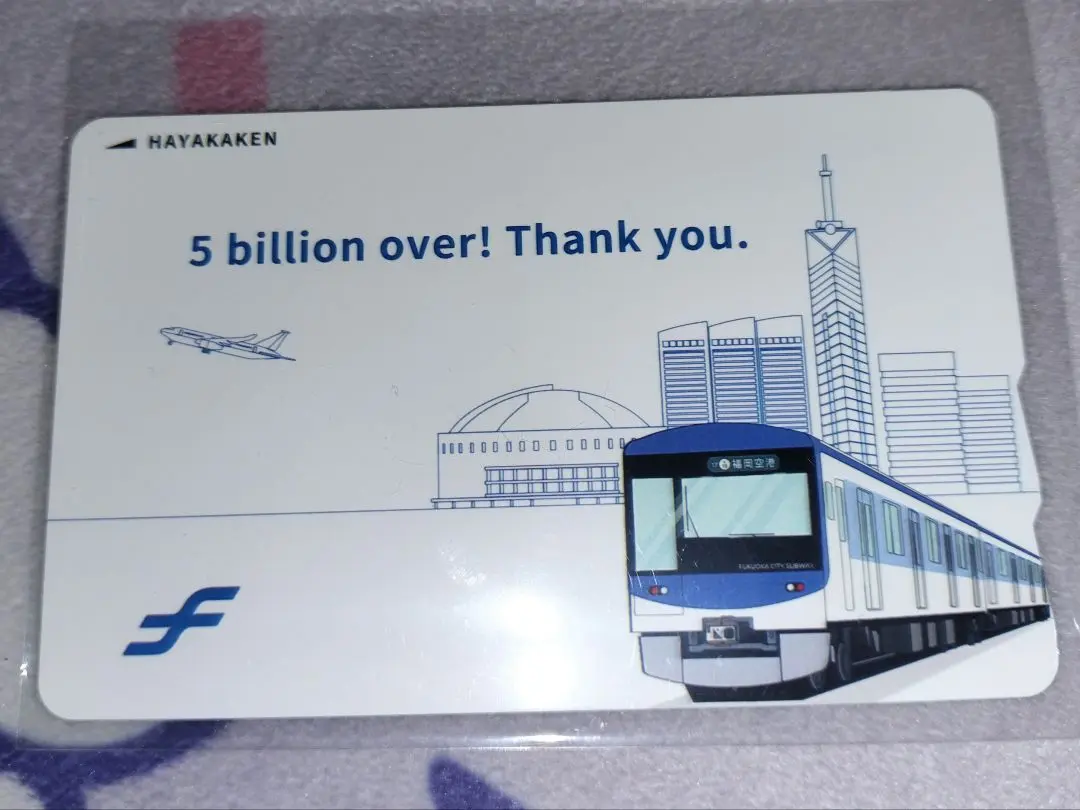 HAYAKAKEN
5 billion over! Thank you.
福岡空港
FUKUOKA CITY SUBWAY